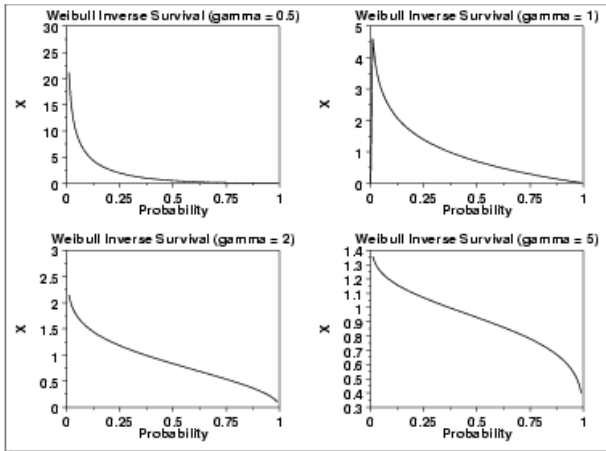 Weibull Inverse Survival (gamma = 0.5)
30
25
20
15
10
5
0
X
0 0.25 0.5 0.75 1
Probability
Weibull Inverse Survival (gamma = 1)
5
4
3
2
1
0
X
0 0.25 0.5 0.75 1
Probability
Weibull Inverse Survival (gamma = 2)
3
2.5
2
1.5
1
0.5
0
X
0 0.25 0.5 0.75 1
Probability
Weibull Inverse Survival (gamma = 5)
1.4
1.3
1.2
1.1
1
0.9
0.8
0.7
0.6
0.5
0.4
0.3
X
0 0.25 0.5 0.75 1
Probability